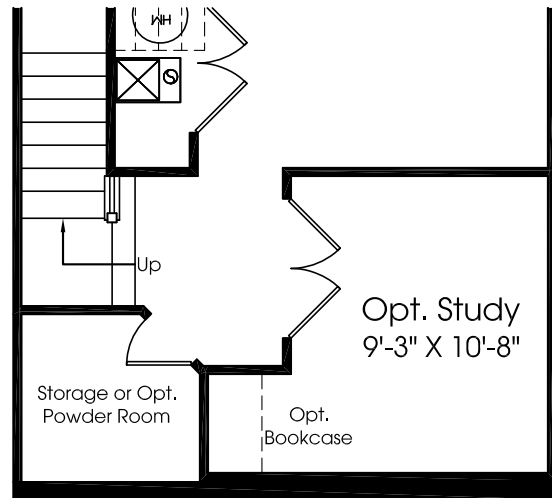 WH
Up
Opt. Study
9'-3" X 10'-8"
Storage or Opt.
Powder Room
Opt.
Bookcase